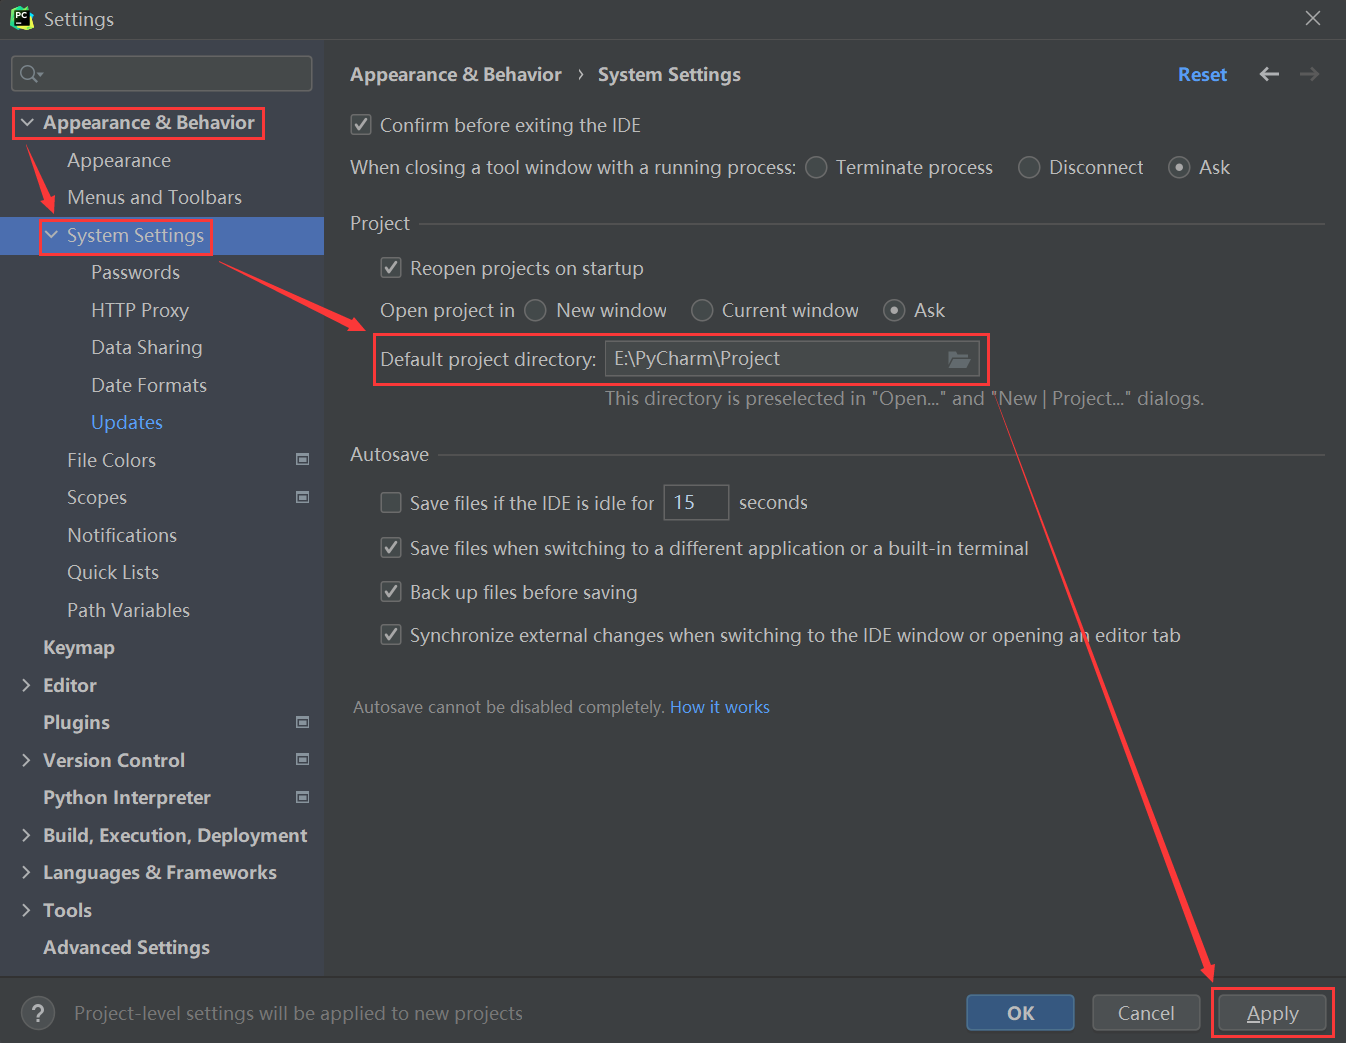 PC
Settings
Appearance & Behavior
Appearance
Menus and Toolbars
System Settings
Passwords
HTTP Proxy
Data Sharing
Date Formats
Updates
File Colors
Scopes
Notifications
Quick Lists
Path Variables
Keymap
Editor
Plugins
Version Control
Python Interpreter
Build, Execution, Deployment
Languages & Frameworks
Tools
Advanced Settings
Appearance & Behavior › System Settings Reset
Confirm before exiting the IDE
When closing a tool window with a running process: Terminate process Disconnect Ask
Project
Reopen projects on startup
Open project in New window Current window Ask
Default project directory: E:\PyCharm\Project
This directory is preselected in "Open..." and "New | Project..." dialogs.
Autosave
Save files if the IDE is idle for 15 seconds
Save files when switching to a different application or a built-in terminal
Back up files before saving
Synchronize external changes when switching to the IDE window or opening an editor tab
Autosave cannot be disabled completely. How it works
? Project-level settings will be applied to new projects
OK Cancel Apply